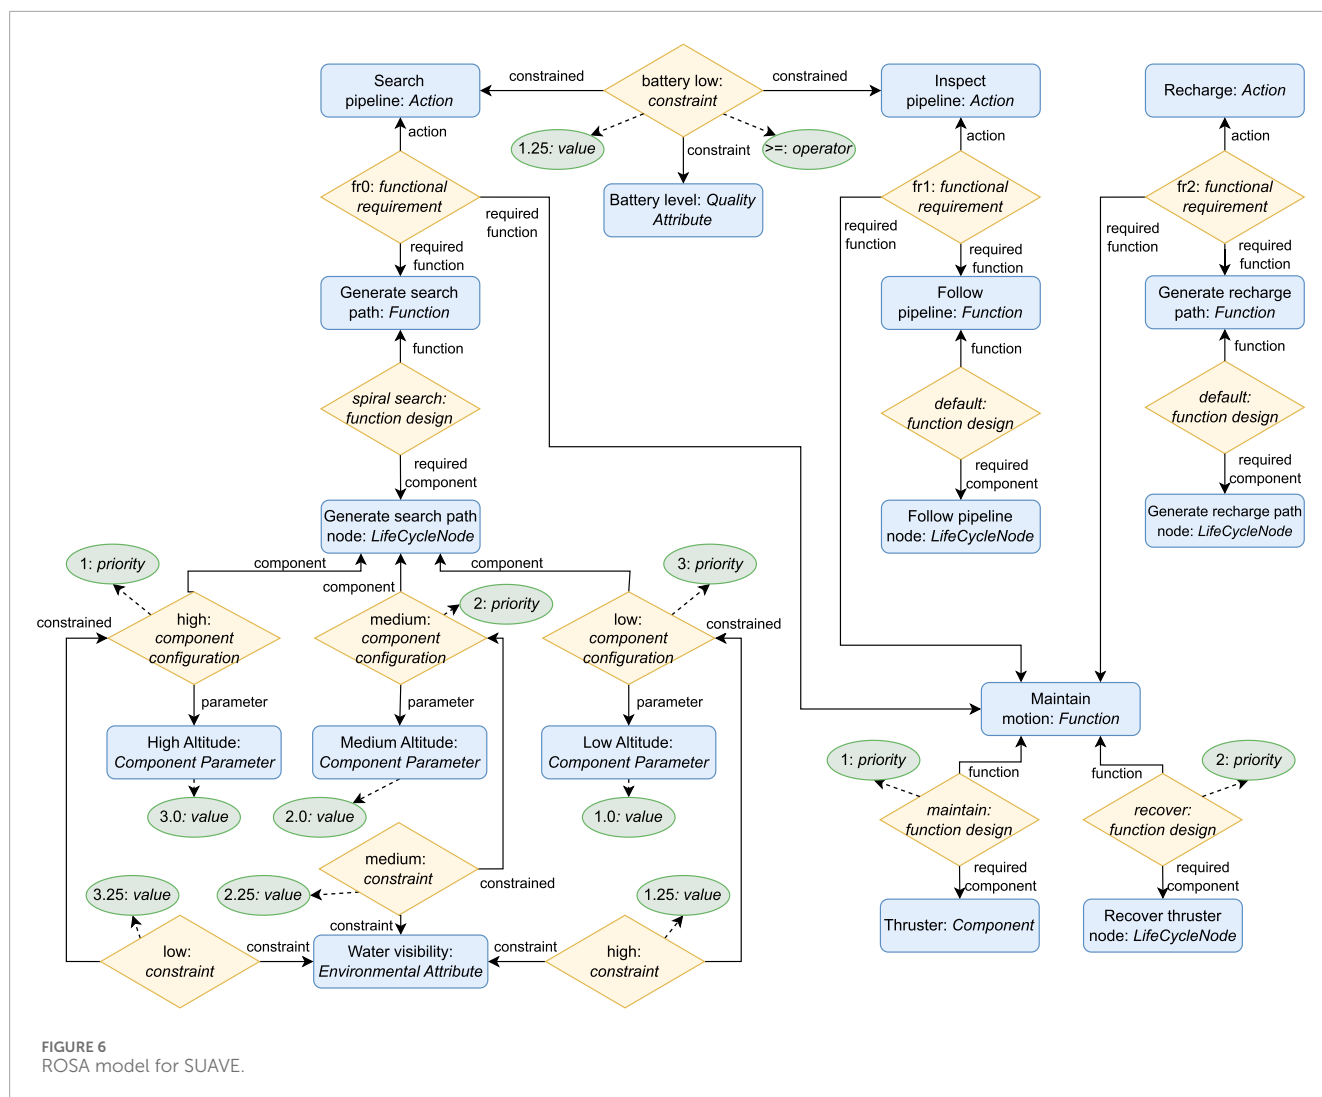 Search
pipeline: Action
constrained
battery low:
constraint
constrained
Inspect
pipeline: Action
Recharge: Action
action
1.25: value
constraint
>=: operator
action
action
fr0: functional
requirement
required
function
Battery level: Quality
Attribute
fr1: functional
requirement
required
function
fr2: functional
requirement
required
function
required
function
required
function
required
function
Generate search
path: Function
Follow
pipeline: Function
Generate recharge
path: Function
function
function
function
spiral search:
function design
default:
function design
default:
function design
required
component
required
component
required
component
Generate search path
node: LifeCycleNode
Follow pipeline
node: LifeCycleNode
Generate recharge path
node: LifeCycleNode
1: priority
component
component
component
3: priority
2: priority
constrained
high:
component
configuration
medium:
component
configuration
low:
component
configuration
constrained
parameter
parameter
parameter
Maintain
motion: Function
High Altitude:
Component Parameter
Medium Altitude:
Component Parameter
Low Altitude:
Component Parameter
1: priority
function
function
2: priority
3.0: value
2.0: value
1.0: value
maintain:
function design
recover:
function design
medium:
constraint
constrained
required
component
required
component
3.25: value
2.25: value
1.25: value
constraint
Thruster: Component
Recover thruster
node: LifeCycleNode
low:
constraint
constraint
Water visibility:
Environmental Attribute
constraint
high:
constraint
FIGURE 6
ROSA model for SUAVE.